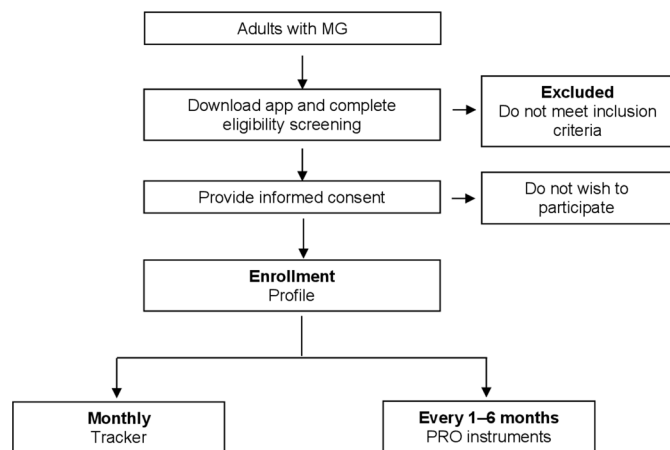 Adults with MG
Download app and complete
eligibility screening
Excluded
Do not meet inclusion
criteria
Provide informed consent
Do not wish to
participate
Enrollment
Profile
Monthly
Tracker
Every 1–6 months
PRO instruments